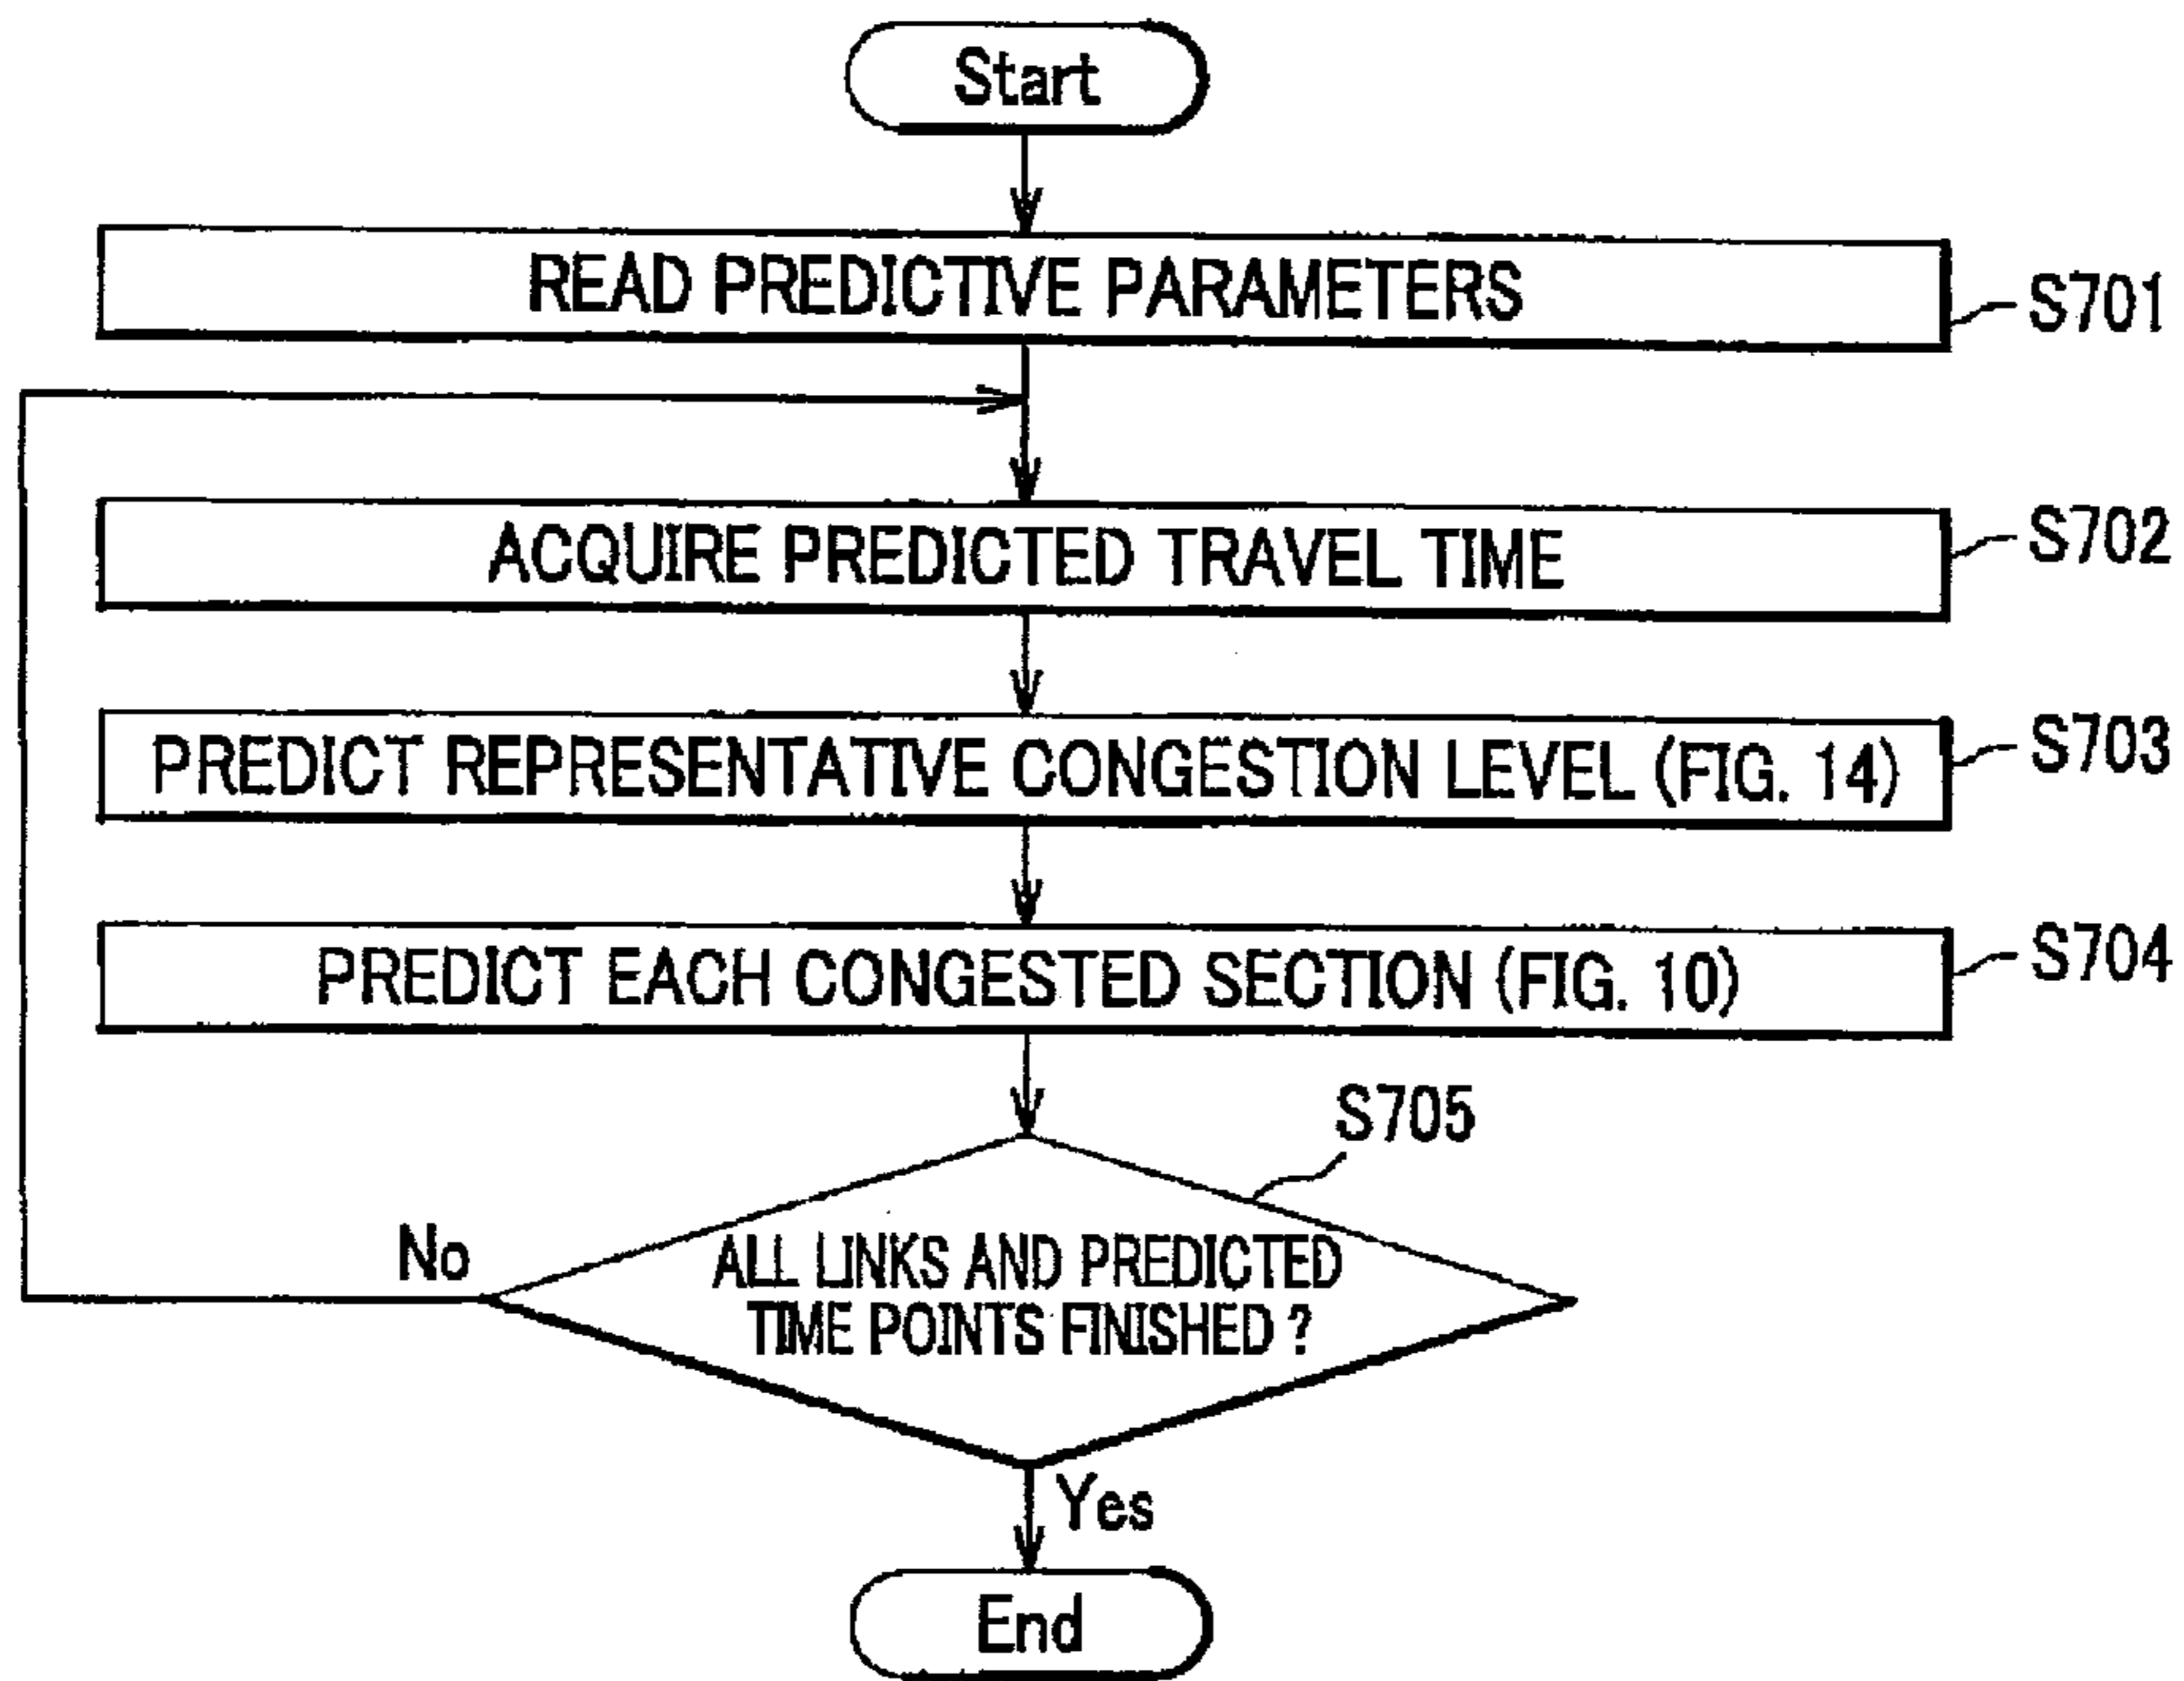 Start
READ PREDICTIVE PARAMETERS
S701
ACQUIRE PREDICTED TRAVEL TIME
S702
PREDICT REPRESENTATIVE CONGESTION LEVEL (FIG. 14)
S703
PREDICT EACH CONGESTED SECTION (FIG. 10)
S704
S705
No
ALL LINKS AND PREDICTED
TIME POINTS FINISHED ?
Yes
End